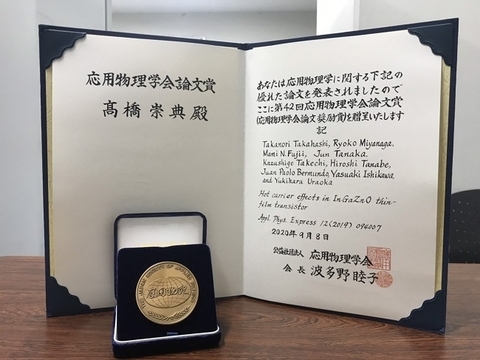 応用物理学会論文賞
髙橋崇典殿
あなたは応用物理学に関する下記の
優れた論文を発表されましたので
ここに第42回応用物理学会論文賞
(応用物理学会論文奨励賞)を贈呈いたします
記
Takanori Takahashi, Ryoko Miyanaga,
Mami N. Fujii, Jun Tanaka,
Kazushige Takechi, Hiroshi Tanabe,
Juan Paolo Bermundo, Yasuaki Ishikawa,
and Yukiharu Uraoka
Hot carrier effects in InGaZnO thin-
film transistor
Appl. Phys. Express 12(2019) 094007
2020年9月8日
公益社団法人 応用物理学会
会長 波多野睦子